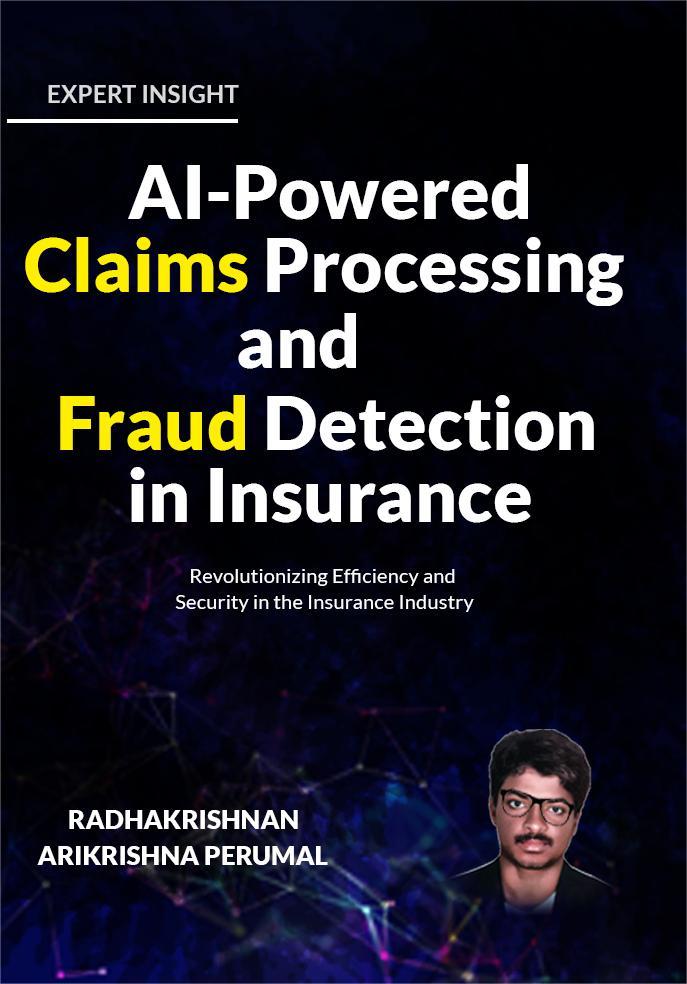 EXPERT INSIGHT
AI-Powered
Claims Processing
and
Fraud Detection
in Insurance
Revolutionizing Efficiency and
Security in the Insurance Industry
RADHAKRISHNAN
ARIKRISHNA PERUMAL